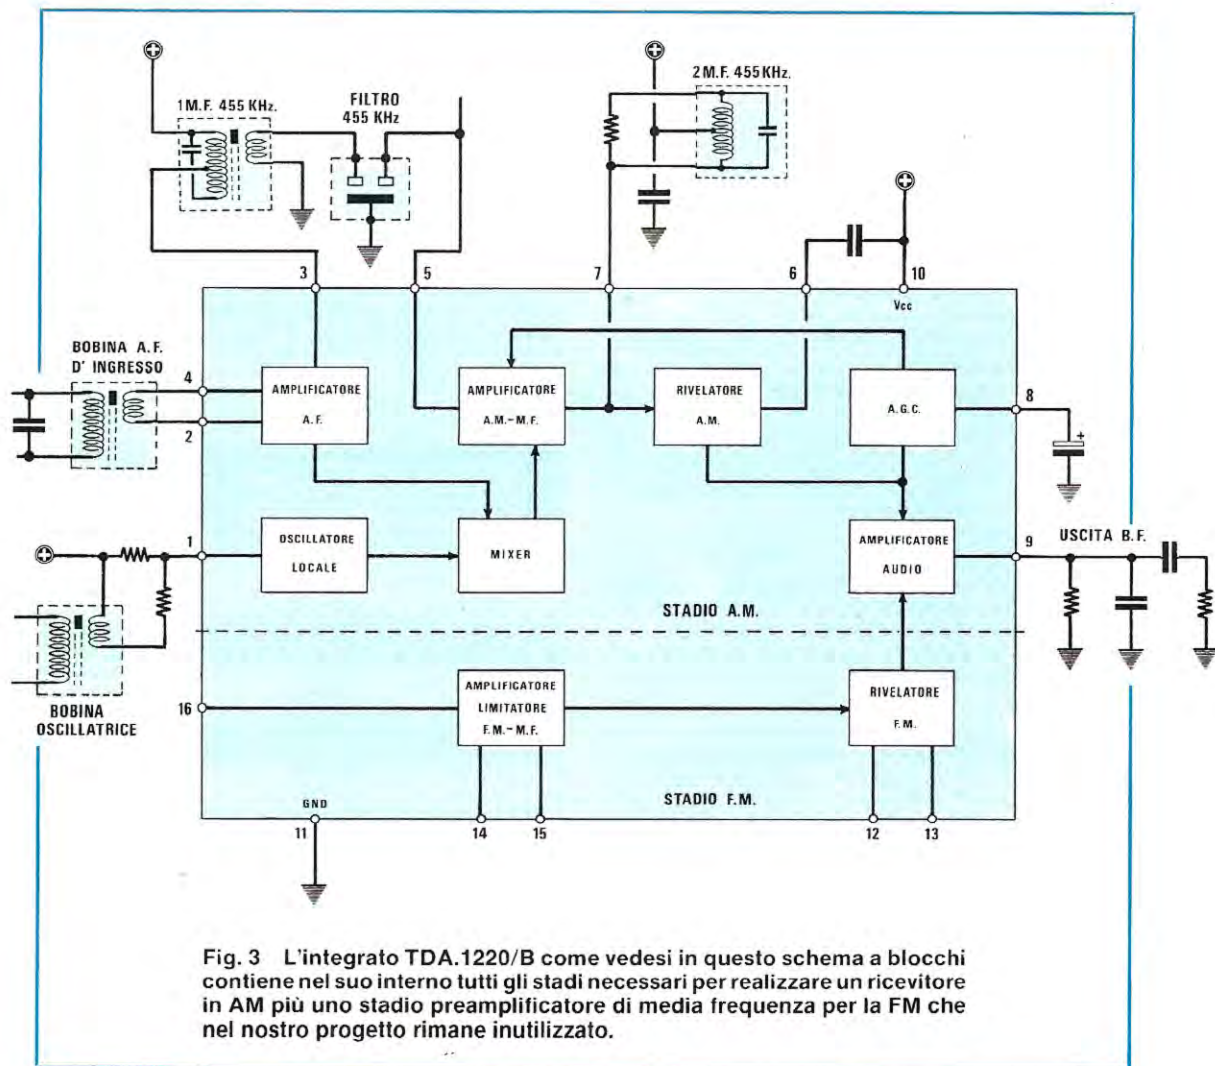 1 M.F. 455 KHz.
FILTRO
455 KHz
2 M.F. 455 KHz.
3
5
7
6
10
Vcc
BOBINA A.F.
D' INGRESSO
4
2
AMPLIFICATORE
A.F.
AMPLIFICATORE
A.M.-M.F.
RIVELATORE
A.M.
A.G.C.
8
+
1
OSCILLATORE
LOCALE
MIXER
AMPLIFICATORE
AUDIO
9
USCITA B.F.
STADIO A.M.
BOBINA
OSCILLATRICE
16
AMPLIFICATORE
LIMITATORE
F.M.-M.F.
RIVELATORE
F.M.
GND
STADIO F.M.
11
14
15
12
13
Fig. 3 L'integrato TDA.1220/B come vedesi in questo schema a blocchi
contiene nel suo interno tutti gli stadi necessari per realizzare un ricevitore
in AM più uno stadio preamplificatore di media frequenza per la FM che
nel nostro progetto rimane inutilizzato.